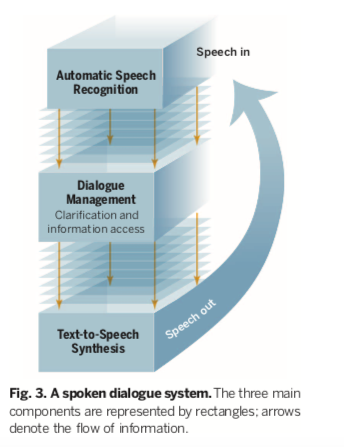 Speech in
Automatic Speech
Recognition
Dialogue
Management
Clarification and
information access
Text-to-Speech
Synthesis
Speech out
Fig. 3. A spoken dialogue system. The three main
components are represented by rectangles; arrows
denote the flow of information.